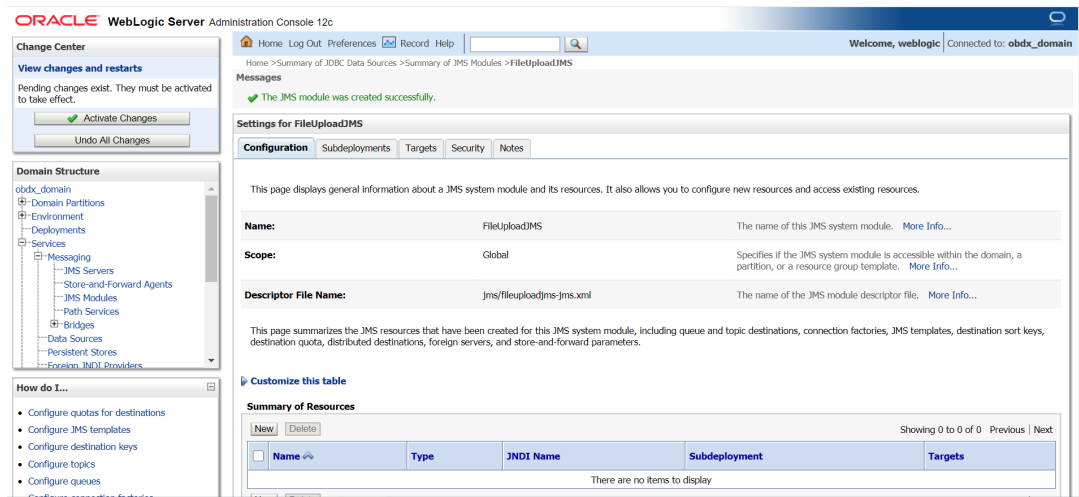 ORACLE® WebLogic Server Administration Console 12c
Change Center
View changes and restarts
Pending changes exist. They must be activated
to take effect.
Activate Changes
Undo All Changes
Domain Structure
obdx_domain
Domain Partitions
Environment
Deployments
Services
Messaging
JMS Servers
Store-and-Forward Agents
JMS Modules
Path Services
Bridges
Data Sources
Persistent Stores
Foreign JNDI Providers
How do I...
Configure quotas for destinations
Configure JMS templates
Configure destination keys
Configure topics
Configure queues
Configure connection factories
Home Log Out Preferences Record Help
Welcome, weblogic Connected to: obdx_domain
Home >Summary of JDBC Data Sources >Summary of JMS Modules >FileUploadJMS
Messages
The JMS module was created successfully.
Settings for FileUploadJMS
Configuration Subdeployments Targets Security Notes
This page displays general information about a JMS system module and its resources. It also allows you to configure new resources and access existing resources.
Name: FileUploadJMS The name of this JMS system module. More Info...
Scope: Global Specifies if the JMS system module is accessible within the domain, a
partition, or a resource group template. More Info...
Descriptor File Name: jms/fileuploadjms-jms.xml The name of the JMS module descriptor file. More Info...
This page summarizes the JMS resources that have been created for this JMS system module, including queue and topic destinations, connection factories, JMS templates, destination sort keys,
destination quota, distributed destinations, foreign servers, and store-and-forward parameters.
Customize this table
Summary of Resources
New Delete Showing 0 to 0 of 0 Previous | Next
Name Type JNDI Name Subdeployment Targets
There are no items to display